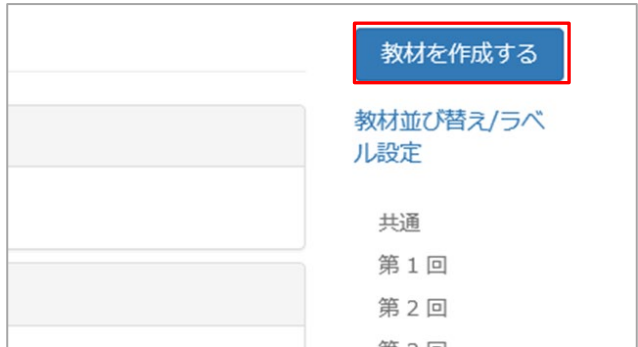 教材を作成する
教材並び替え/ラベ
ル設定
共通
第 1 回
第 2 回